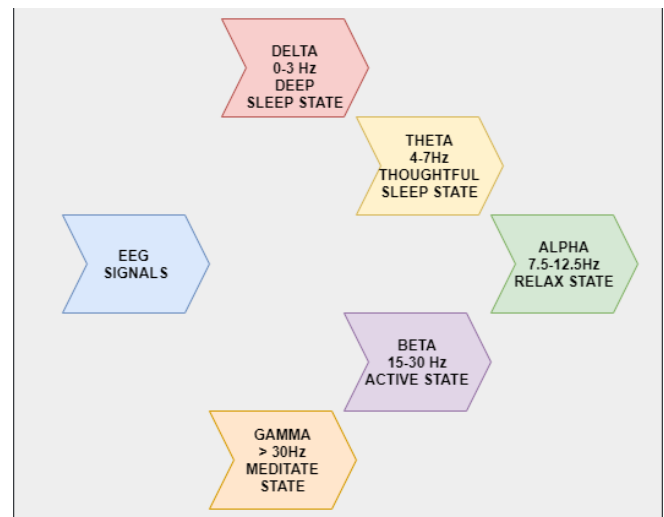 DELTA
0-3 Hz
DEEP
SLEEP STATE
THETA
4-7Hz
THOUGHTFUL
SLEEP STATE
EEG
SIGNALS
ALPHA
7.5-12.5Hz
RELAX STATE
BETA
15-30 Hz
ACTIVE STATE
GAMMA
> 30Hz
MEDITATE
STATE